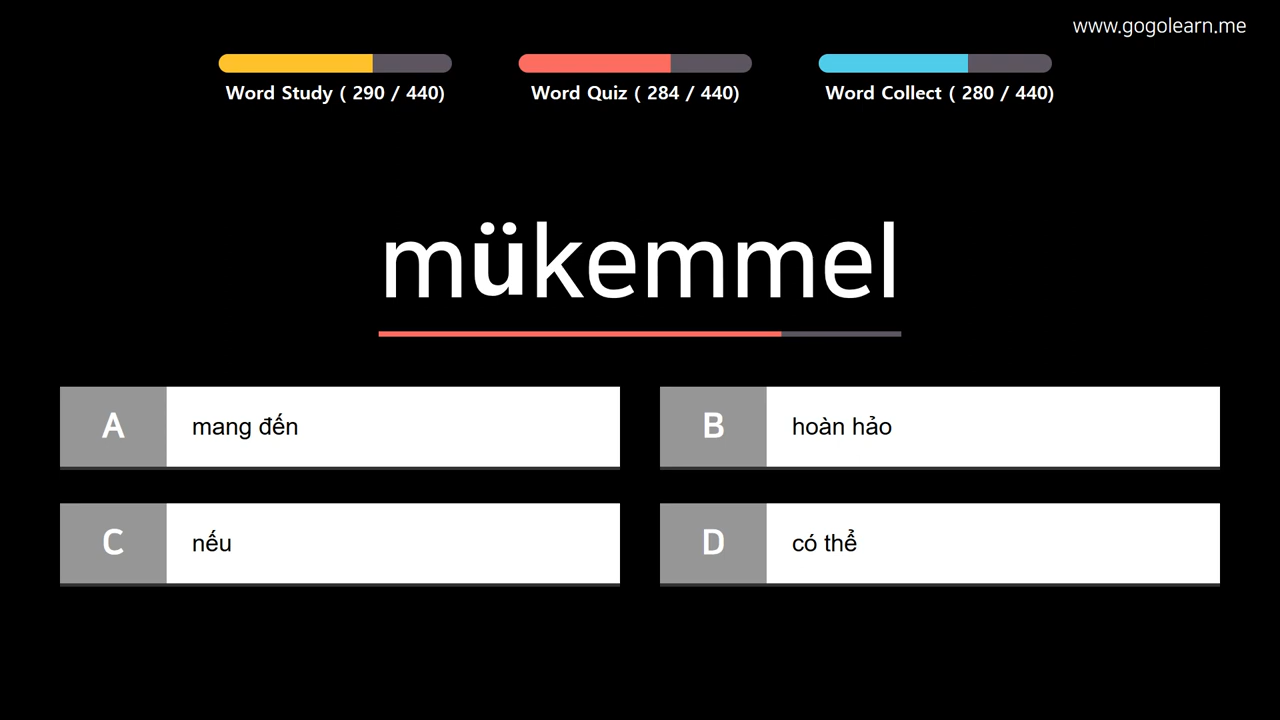 www.gogolearn.me
Word Study ( 290 / 440)
Word Quiz ( 284 / 440)
Word Collect ( 280 / 440)
mükemmel
A mang đến
B hoàn hảo
C nếu
D có thể